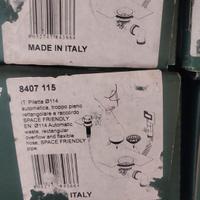 MADE IN ITALY
8407 115
IT: Piletta Ø114
automatica, troppo pieno
rettangolare e raccordo
SPACE FRIENDLY
EN: Ø114 Automatic
waste, rectangular
overflow and flexible
hose, SPACE FRIENDLY
pipe.
ITALY